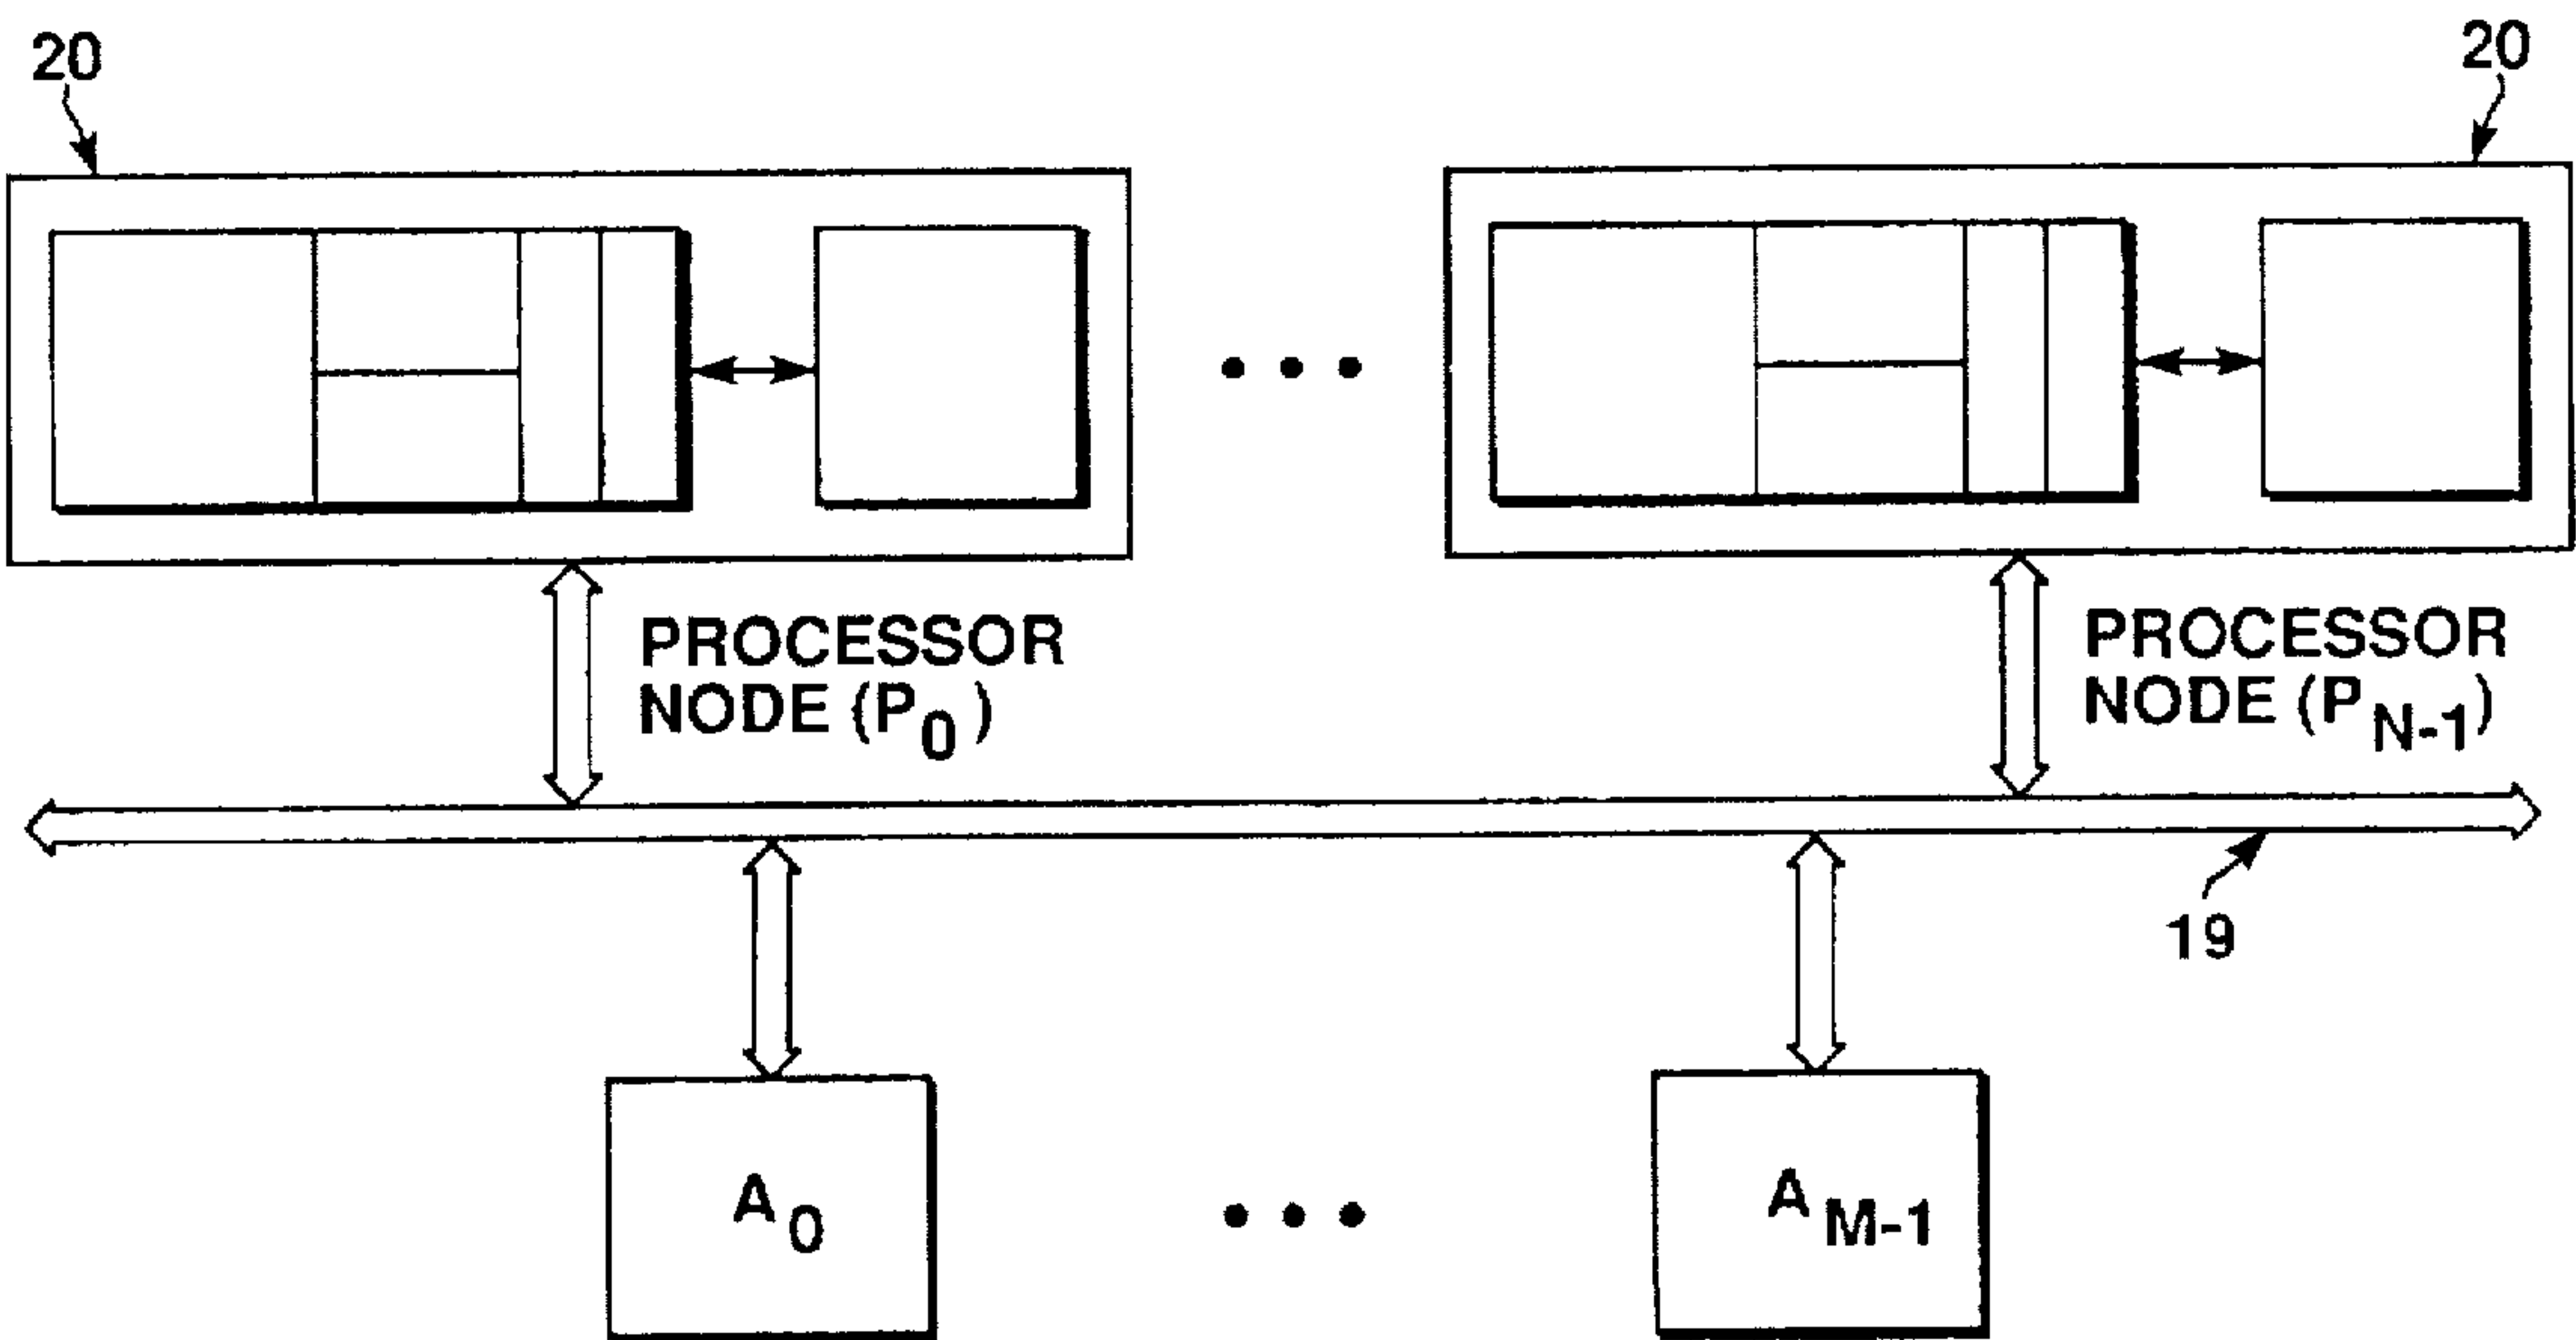 20
20
PROCESSOR
NODE (P0)
PROCESSOR
NODE (PN-1)
19
A0
AM-1